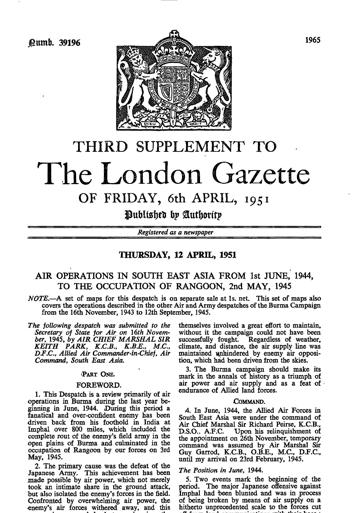 Numb. 39196
1965
THIRD SUPPLEMENT TO
The London Gazette
OF FRIDAY, 6th APRIL, 1951
Published by Authority
Registered as a newspaper
THURSDAY, 12 APRIL, 1951
AIR OPERATIONS IN SOUTH EAST ASIA FROM 1st JUNE, 1944,
TO THE OCCUPATION OF RANGOON, 2nd MAY, 1945
NOTE.—A set of maps for this despatch is on separate sale at 1s. net. This set of maps also
covers the operations described in the other Air and Army despatches of the Burma Campaign
from the 16th November, 1943 to 12th September, 1945.
The following despatch was submitted to the
Secretary of State for Air on 16th Novem-
ber, 1945, by AIR CHIEF MARSHAL SIR
KEITH PARK, K.C.B., K.B.E., M.C.,
D.F.C., Allied Air Commander-in-Chief, Air
Command, South East Asia.
PART ONE.
FOREWORD.
1. This Despatch is a review primarily of air
operations in Burma during the last year be-
ginning in June, 1944. During this period a
fanatical and over-confident enemy has been
driven back from his foothold in India at
Imphal over 800 miles, which included the
complete rout of the enemy's field army in the
open plains of Burma and culminated in the
occupation of Rangoon by our forces on 3rd
May, 1945.
2. The primary cause was the defeat of the
Japanese Army. This achievement has been
made possible by air power, which not merely
took an intimate share in the ground attack,
but also isolated the enemy's forces in the field.
Confronted by overwhelming air power, the
enemy's air forces withered away, and this
themselves involved a great effort to maintain,
without it the campaign could not have been
successfully fought. Regardless of weather,
climate, and distance, the air supply line was
maintained unhindered by enemy air opposi-
tion, which had been driven from the skies.
3. The Burma campaign should make its
mark in the annals of history as a triumph of
air power and air supply and as a feat of
endurance of Allied land forces.
COMMAND.
4. In June, 1944, the Allied Air Forces in
South East Asia were under the command of
Air Chief Marshal Sir Richard Peirse, K.C.B.,
D.S.O., A.F.C. Upon his relinquishment of
the appointment on 26th November, temporary
command was assumed by Air Marshal Sir
Guy Garrod, K.C.B., O.B.E., M.C., D.F.C.,
until my arrival on 23rd February, 1945.
The Position in June, 1944.
5. Two events mark the beginning of the
period. The major Japanese offensive against
Imphal had been blunted and was in process
of being broken by means of air supply on a
hitherto unprecedented scale to the forces cut